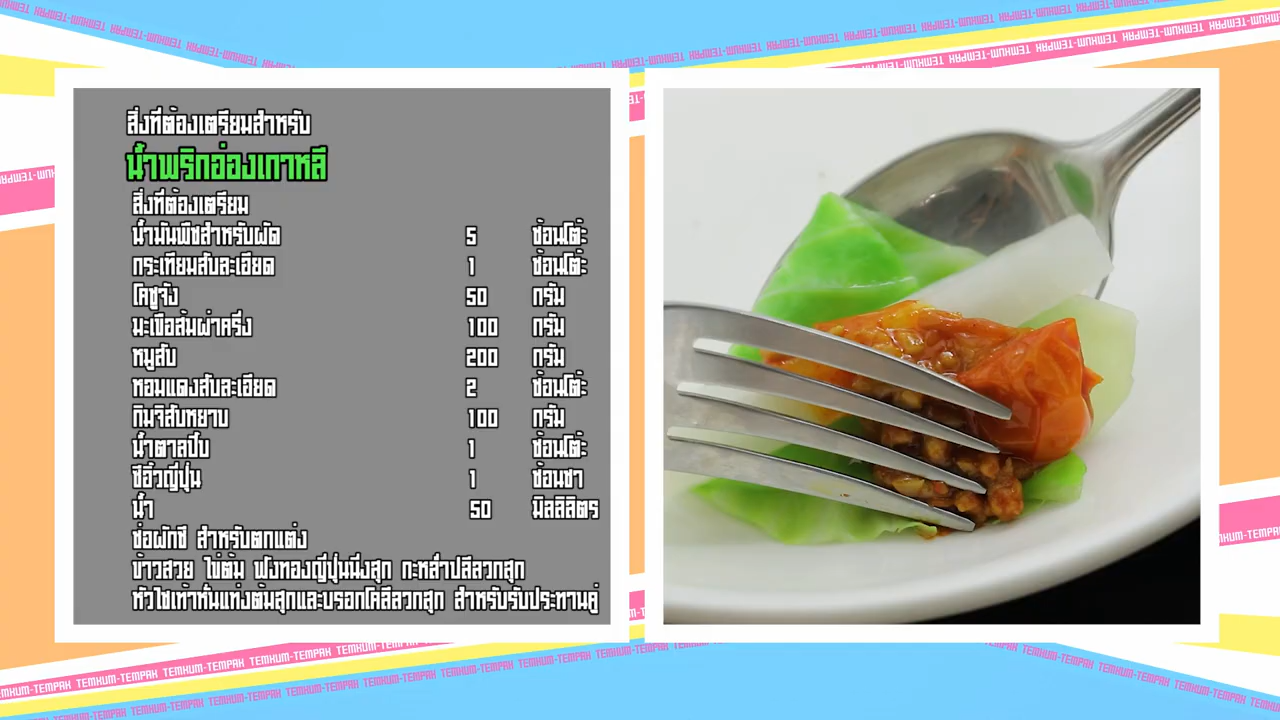 สิ่งที่ต้องเตรียมสำหรับ
น้ำพริกอ่องเกาหลี
สิ่งที่ต้องเตรียม
น้ำมันพืชสำหรับผัด 5 ช้อนโต๊ะ
กระเทียมสับละเอียด 1 ช้อนโต๊ะ
โคชูจัง 50 กรัม
มะเขือส้มผ่าครึ่ง 100 กรัม
หมูสับ 200 กรัม
หอมแดงสับละเอียด 2 ช้อนโต๊ะ
กิมจิสับหยาบ 100 กรัม
น้ำตาลปี๊บ 1 ช้อนโต๊ะ
ซีอิ๊วญี่ปุ่น 1 ช้อนชา
น้ำ 50 มิลลิลิตร
ช่อผักชี สำหรับตกแต่ง
ข้าวสวย ไข่ต้ม ฟักทองญี่ปุ่นนึ่งสุก กะหล่ำปลีลวกสุก
หัวไชเท้าหั่นแท่งต้มสุกและบรอกโคลีลวกสุก สำหรับรับประทานคู่
TEMHUM-TEMPAK TEMHUM-TEMPAK TEMHUM-TEMPAK TEMHUM-TEMPAK